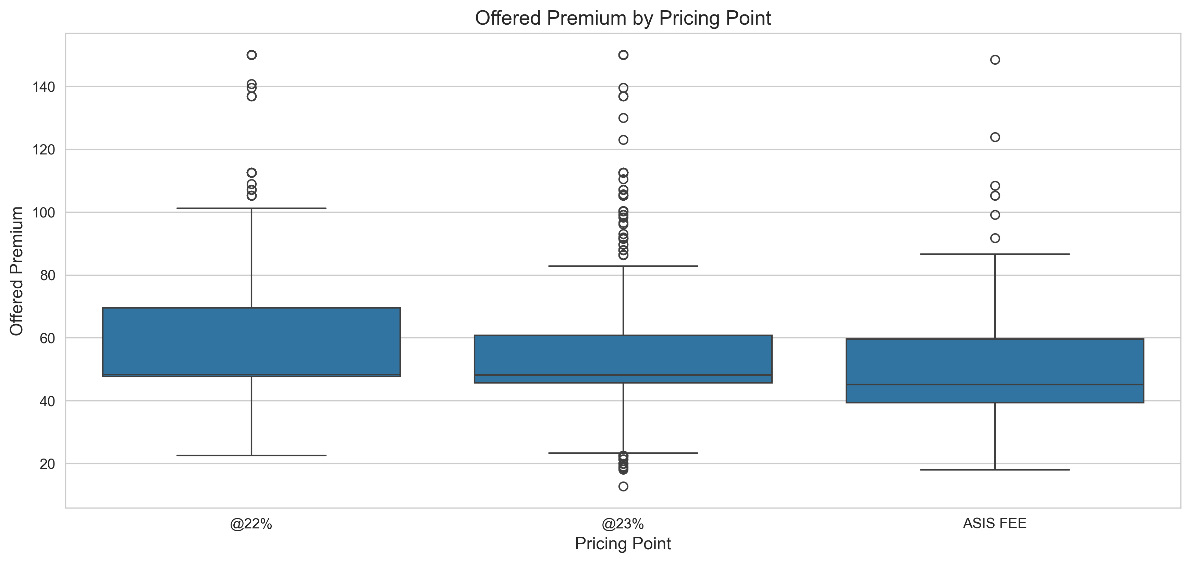 Offered Premium by Pricing Point
Offered Premium
140
120
100
80
60
40
20
@22%
@23%
ASIS FEE
Pricing Point